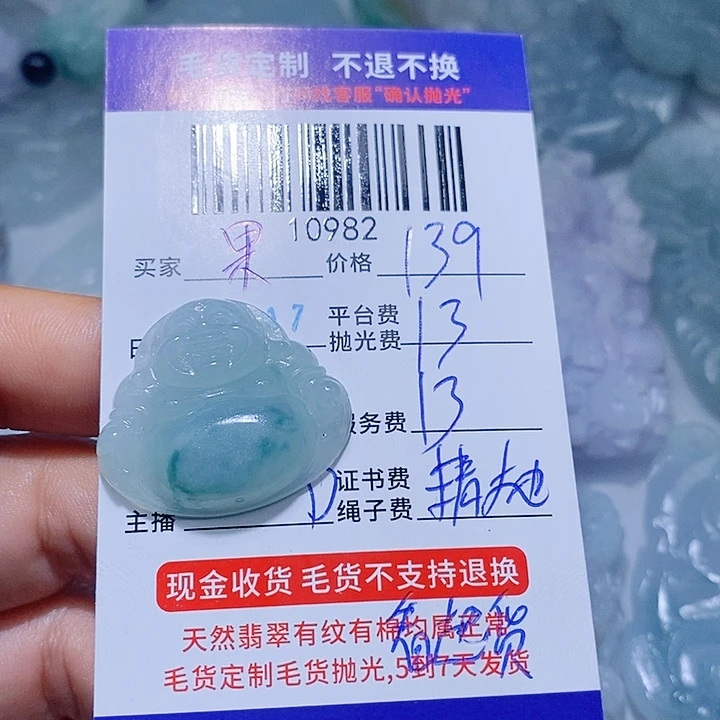 毛货定制 不退不换
客服“确认抛光”
10982
买家 果 价格 139
17 平台费
抛光费 13
服务费 13
证书费
主播 绳子费
现金收货 毛货不支持退换
天然翡翠有纹有棉均属正常
毛货定制毛货抛光,5到7天发货